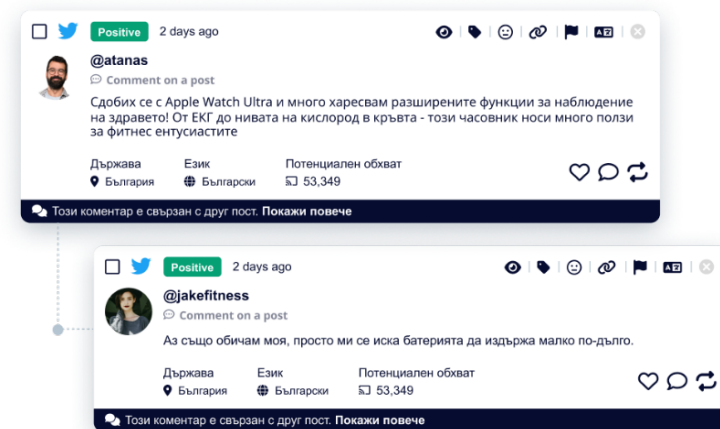 Positive 2 days ago
@atanas
Comment on a post
Сдобих се с Apple Watch Ultra и много харесвам разширените функции за наблюдение
на здравето! От ЕКГ до нивата на кислород в кръвта - този часовник носи много ползи
за фитнес ентусиастите
Държава Език Потенциален обхват
България Български 53,349
Този коментар е свързан с друг пост. Покажи повече
Positive 2 days ago
@jakefitness
Comment on a post
Аз също обичам моя, просто ми се иска батерията да издържа малко по-дълго.
Държава Език Потенциален обхват
България Български 53,349
Този коментар е свързан с друг пост. Покажи повече